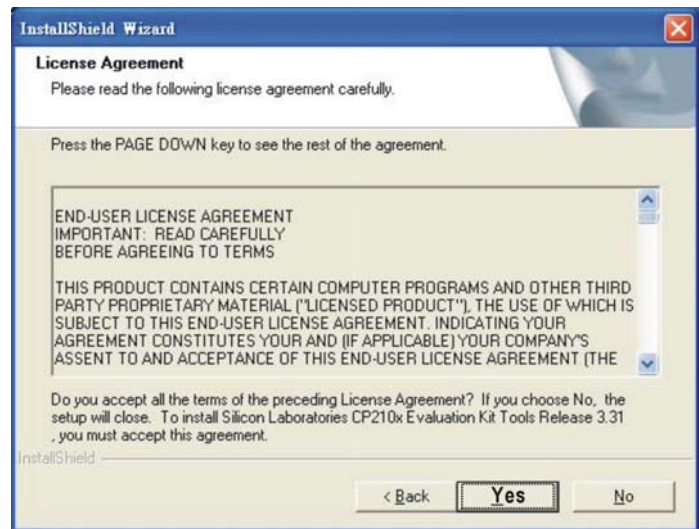 InstallShield Wizard
License Agreement
Please read the following license agreement carefully.
Press the PAGE DOWN key to see the rest of the agreement.
END-USER LICENSE AGREEMENT
IMPORTANT: READ CAREFULLY
BEFORE AGREEING TO TERMS
THIS PRODUCT CONTAINS CERTAIN COMPUTER PROGRAMS AND OTHER THIRD
PARTY PROPRIETARY MATERIAL ("LICENSED PRODUCT"), THE USE OF WHICH IS
SUBJECT TO THIS END-USER LICENSE AGREEMENT. INDICATING YOUR
AGREEMENT CONSTITUTES YOUR AND (IF APPLICABLE) YOUR COMPANY'S
ASSENT TO AND ACCEPTANCE OF THIS END-USER LICENSE AGREEMENT (THE
Do you accept all the terms of the preceding License Agreement? If you choose No, the
setup will close. To install Silicon Laboratories CP210x Evaluation Kit Tools Release 3.31
, you must accept this agreement.
InstallShield
< Back
Yes
No